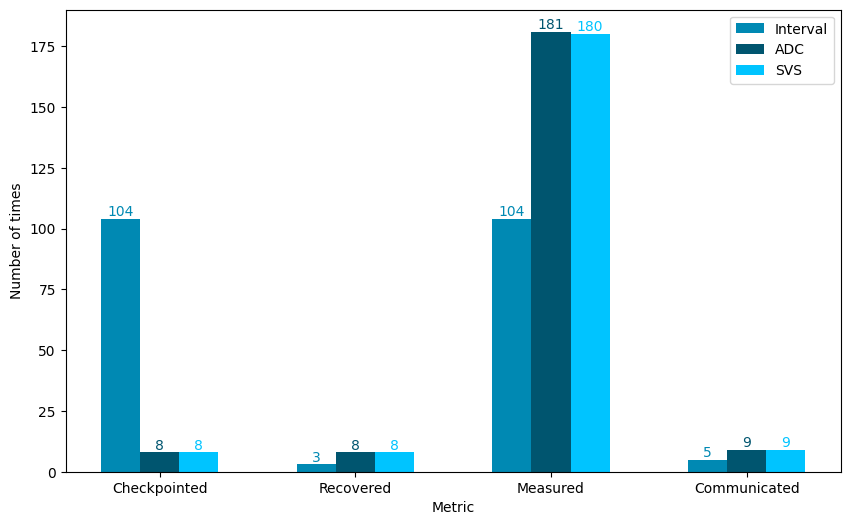 Interval
ADC
SVS
Number of times
175
150
125
100
75
50
25
0
104
8
8
3
8
8
104
181
180
5
9
9
Checkpointed
Recovered
Measured
Communicated
Metric